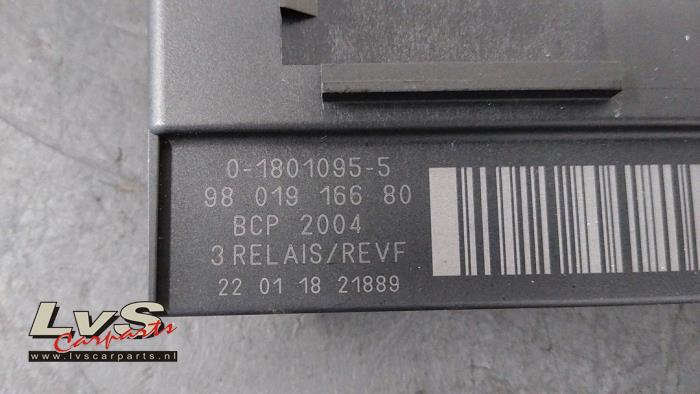 0-1801095-5
98 019 166 80
BCP 2004
3 RELAIS/REVF
22 01 18 21889
LvS
Carparts
www.lvscarparts.nl